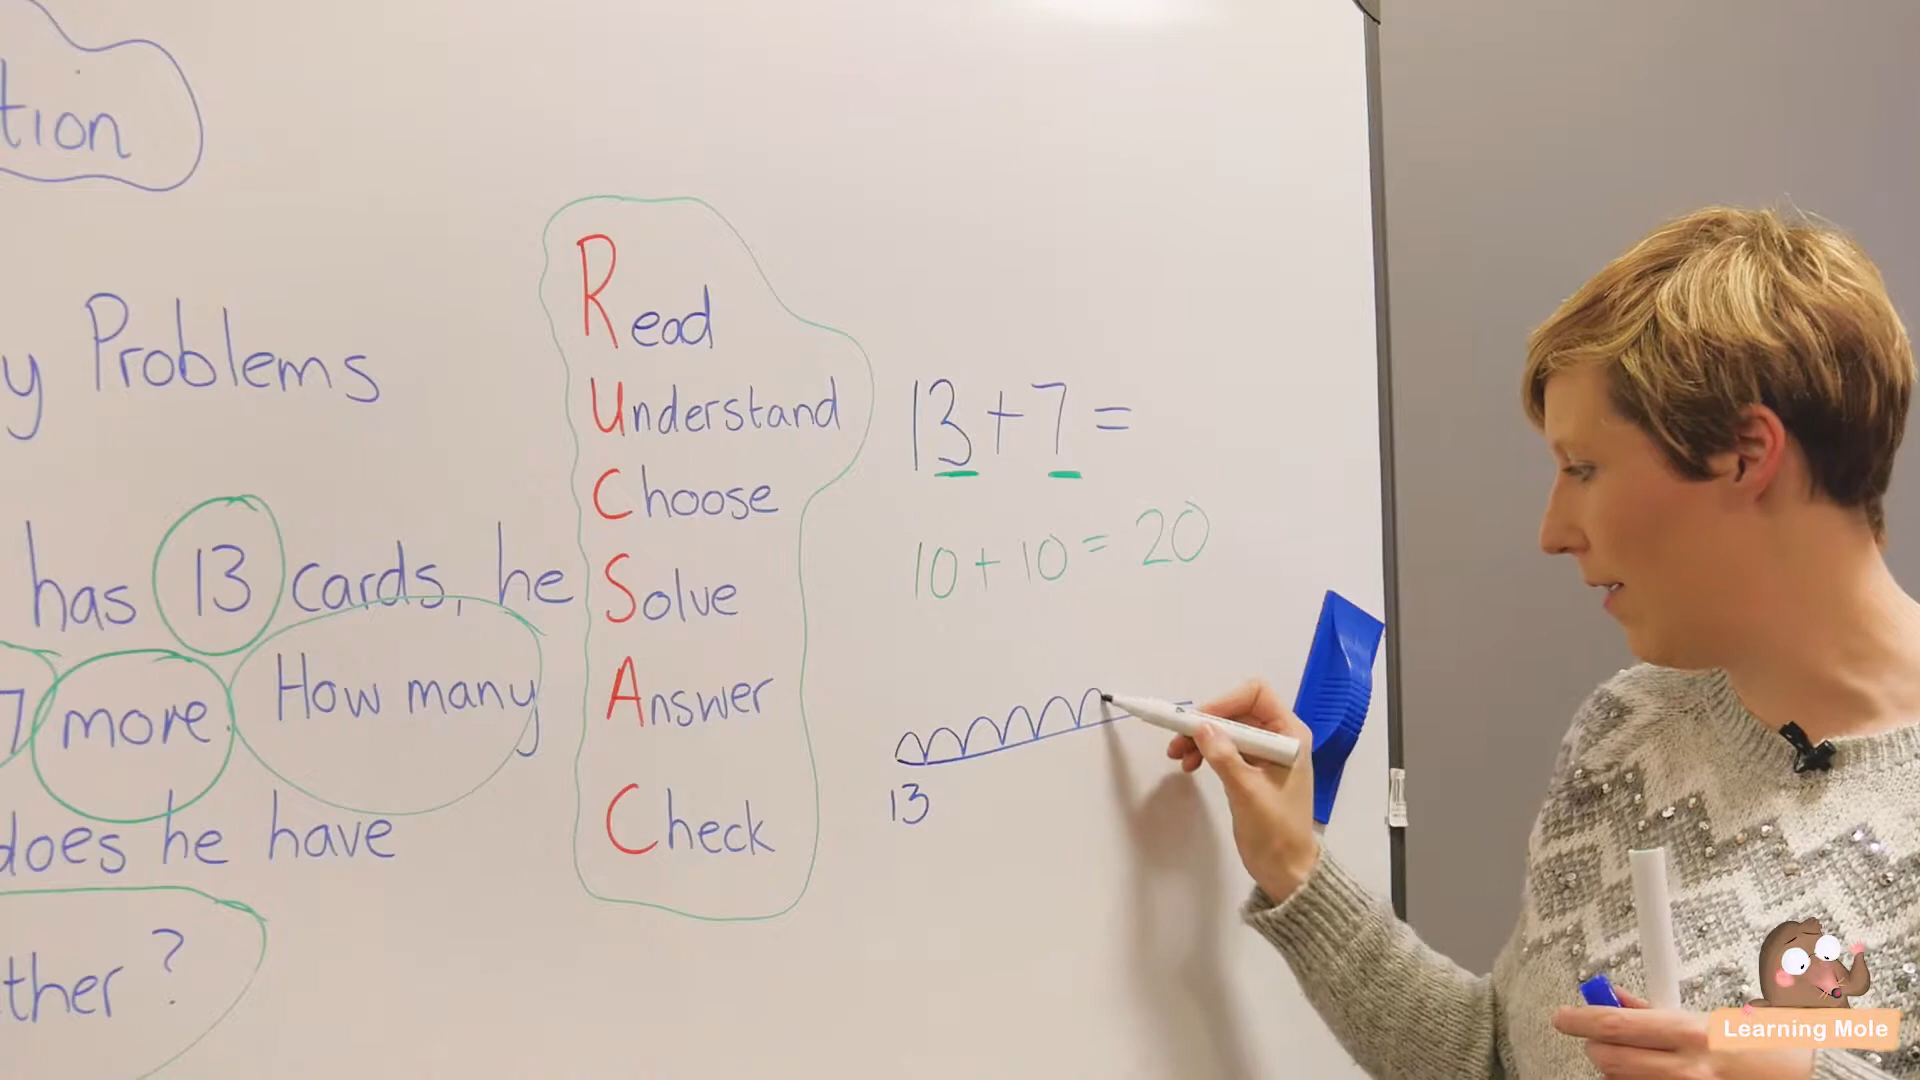 tion
y Problems
has 13 cards, he
7 more. How many
does he have
ther ?
Read
Understand
Choose
Solve
Answer
Check
13+7=
10+10=20
13
Learning Mole